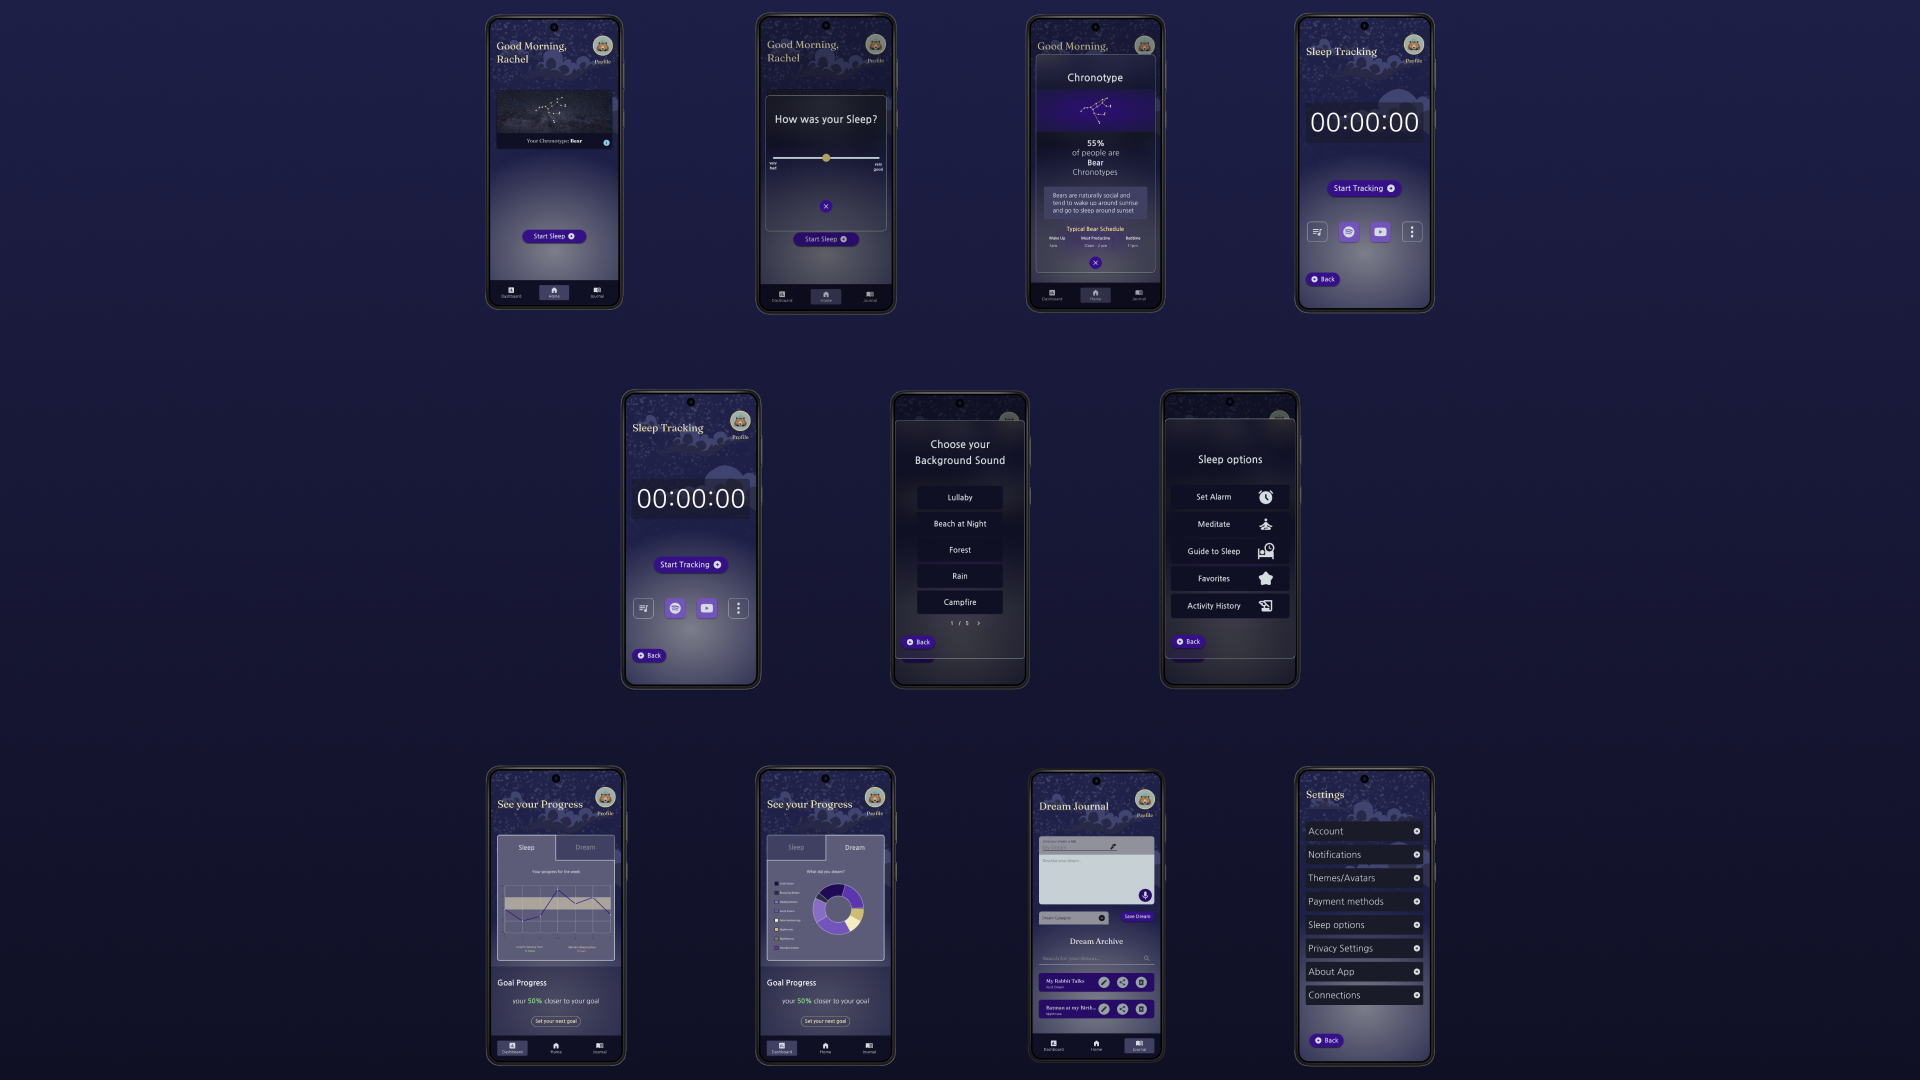 Good Morning,
Rachel
Profile
Your Chronotype: Bear
Start Sleep
Dashboard
Home
Journal
Good Morning,
Rachel
Profile
How was your Sleep?
very
bad
very
good
Start Sleep
Dashboard
Home
Journal
Good Morning,
Chronotype
55%
of people are
Bear
Chronotypes
Bears are naturally social and
tend to wake up around sunrise
and go to sleep around sunset
Typical Bear Schedule
Wake Up
Most Productive
Bedtime
Dashboard
Home
Journal
Sleep Tracking
Profile
00:00:00
Start Tracking
Back
Sleep Tracking
Profile
00:00:00
Start Tracking
Back
Choose your
Background Sound
Lullaby
Beach at Night
Forest
Rain
Campfire
1 / 5 >
Back
Sleep options
Set Alarm
Meditate
Guide to Sleep
Favorites
Activity History
Back
See your Progress
Profile
Sleep
Dream
Your progress for the week
Goal Progress
your 50% closer to your goal
Set your next goal
Dashboard
Home
Journal
See your Progress
Profile
Sleep
Dream
What did you dream?
Goal Progress
your 50% closer to your goal
Set your next goal
Dashboard
Home
Journal
Dream Journal
Profile
Dream Category
Save Dream
Dream Archive
Search for your dream...
My Rabbit Talks
Batman at my Birth...
Nightmare
Dashboard
Home
Journal
Settings
Account
Notifications
Themes/Avatars
Payment methods
Sleep options
Privacy Settings
About App
Connections
Back